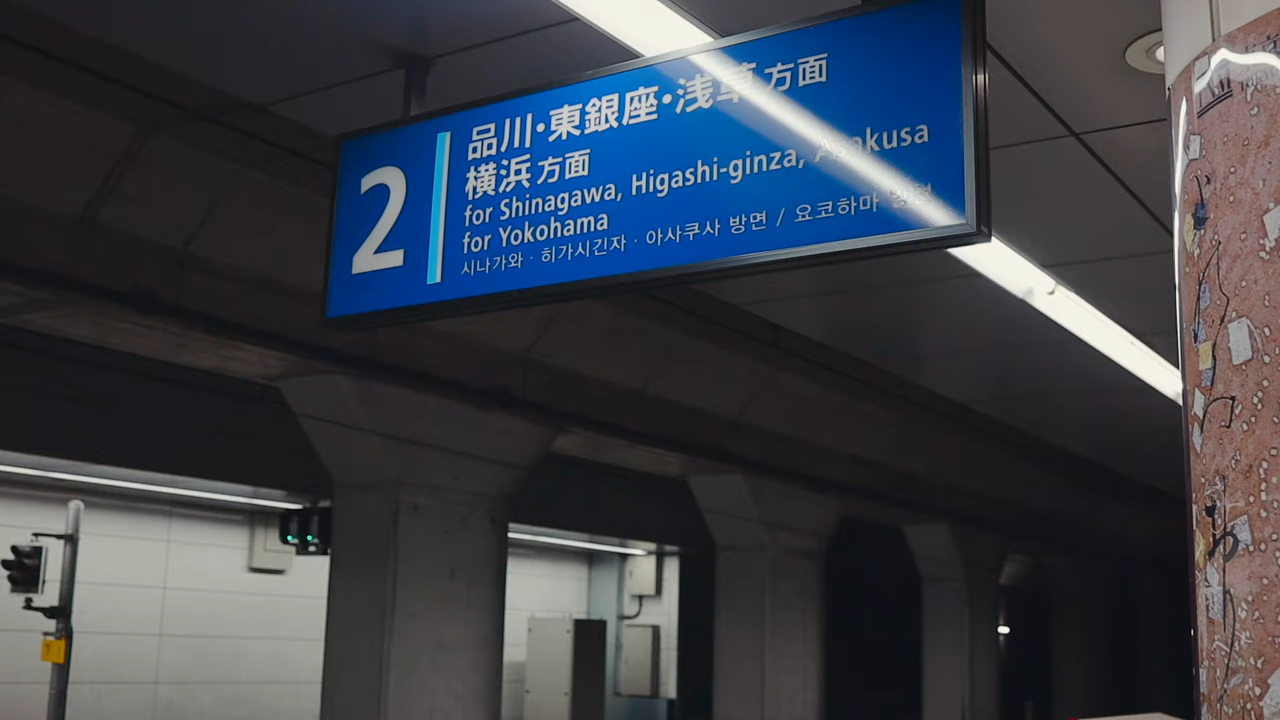 2
品川・東銀座・浅草方面
横浜方面
for Shinagawa, Higashi-ginza, Asakusa
for Yokohama
시나가와 · 히가시긴자 · 아사쿠사 방면 / 요코하마 방면